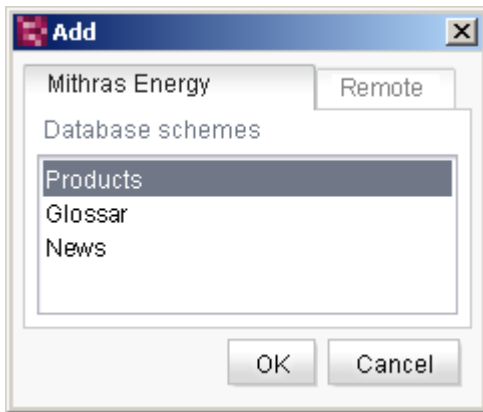 Add
Mithras Energy
Remote
Database schemes
Products
Glossar
News
OK
Cancel